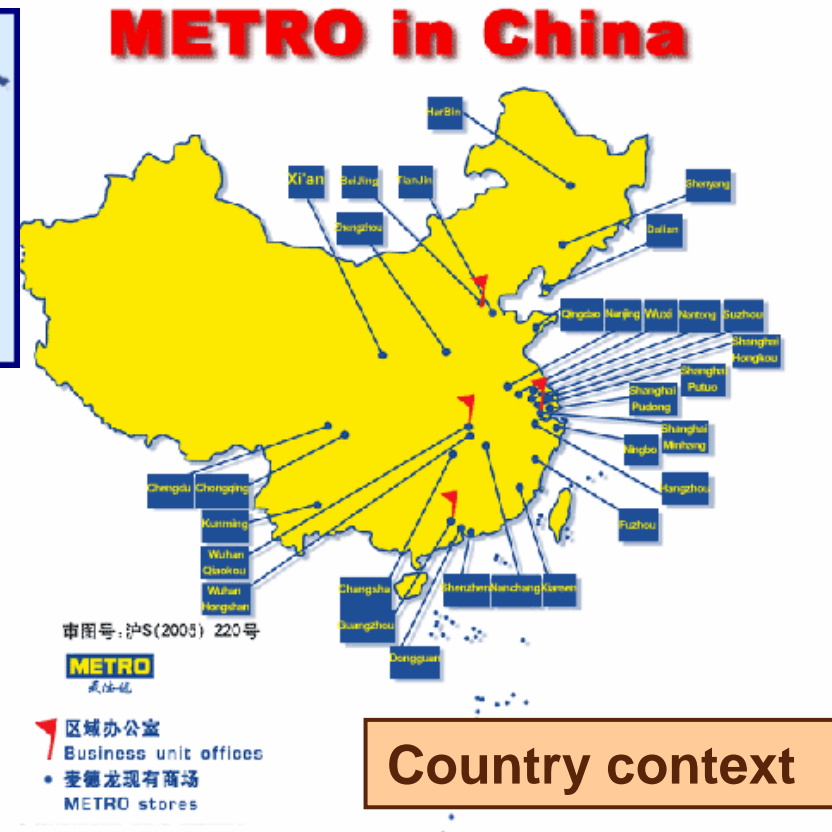 METRO in China
HarBin
Xi'an
BeiJing
TianJin
Shenyang
Zhengzhou
Dalian
Qingdao
Nanjing
Wuxi
Nantong
Suzhou
Shanghai
Hongkou
Shanghai
Putuo
Shanghai
Pudong
Shanghai
Minhang
Ningbo
Hangzhou
Fuzhou
Chengdu
Chongqing
Kunming
Wuhan
Qiaokou
Wuhan
Hongshan
Changsha
Guangzhou
Shenzhen
Nanchang
Xiamen
Dongguan
审图号:沪S(2005) 220号
METRO
麦德龙
区域办公室
Business unit offices
麦德龙现有商场
METRO stores
Country context